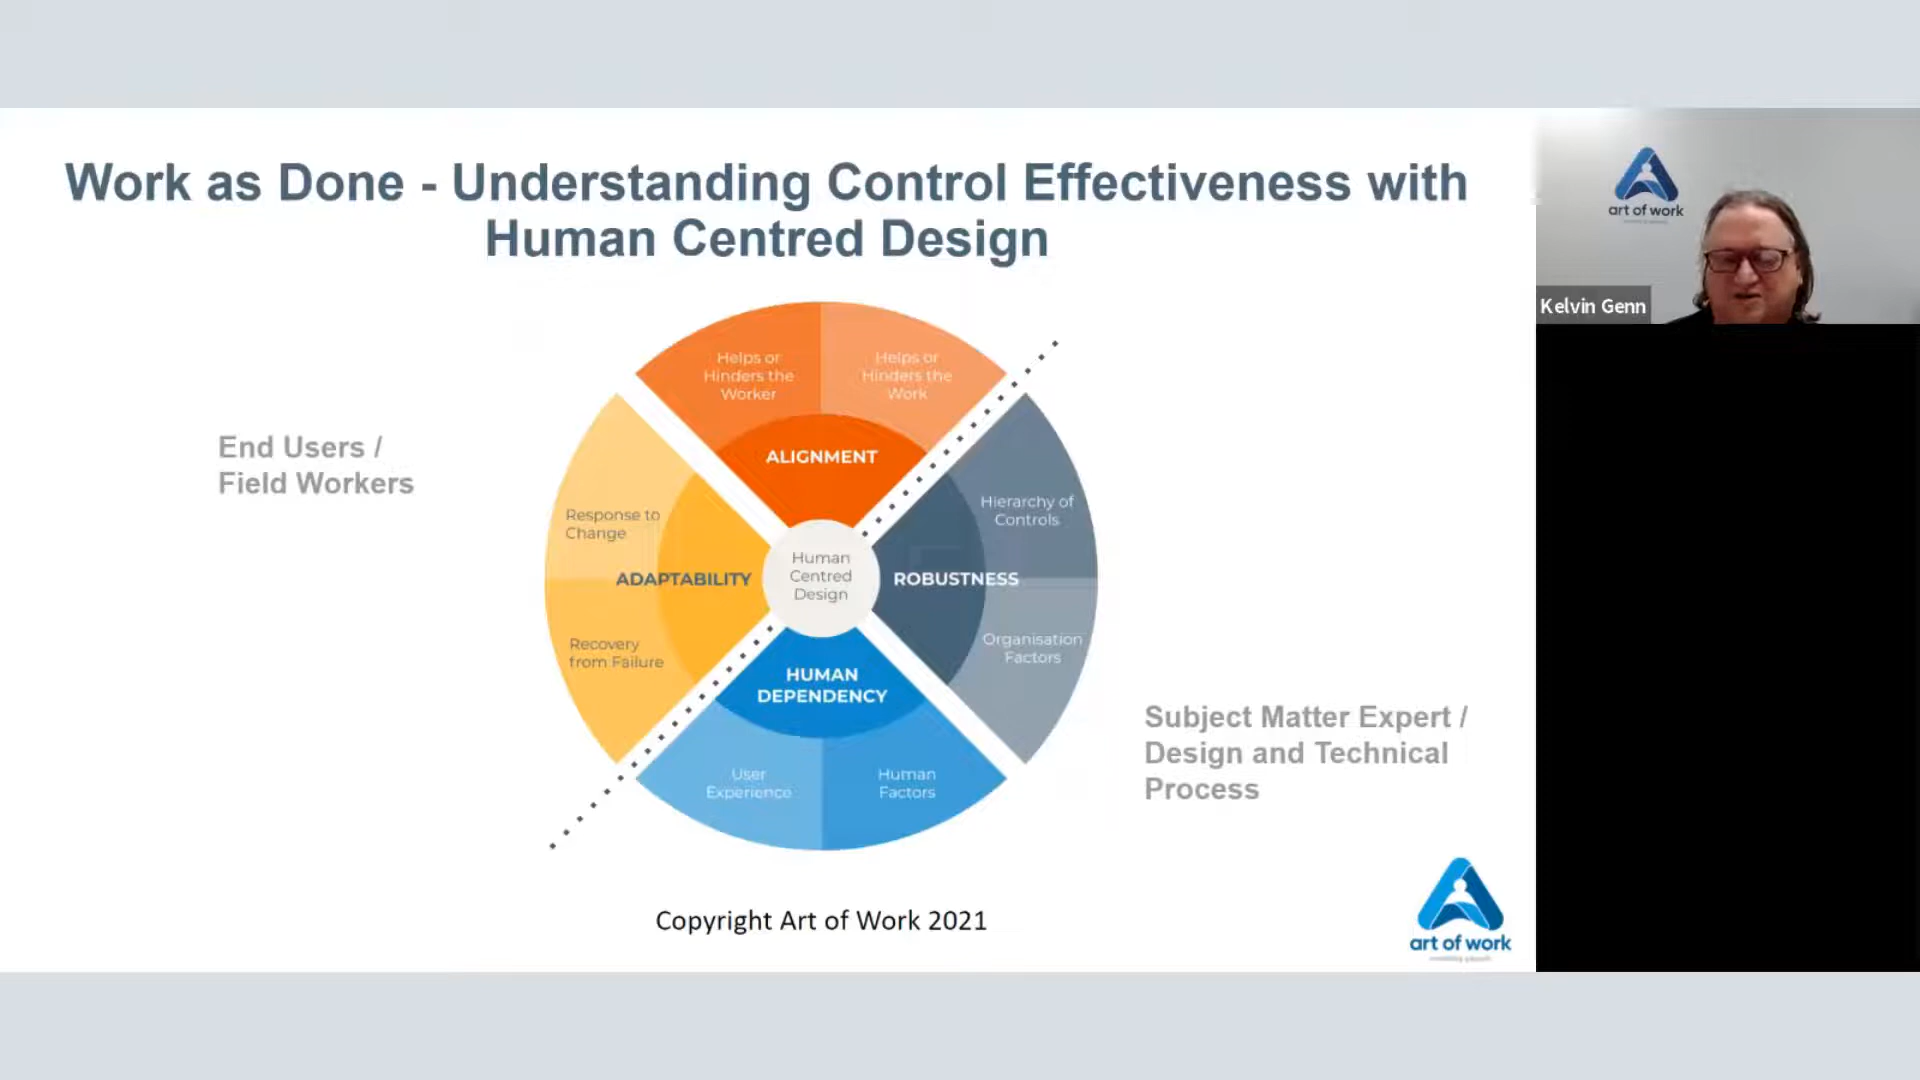 Work as Done - Understanding Control Effectiveness with
Human Centred Design
art of work
Kelvin Genn
Helps or
Hinders the
Worker
Helps or
Hinders the
Work
ALIGNMENT
End Users /
Field Workers
Response to
Change
ADAPTABILITY
Recovery
from Failure
Human
Centred
Design
Hierarchy of
Controls
ROBUSTNESS
Organisation
Factors
HUMAN
DEPENDENCY
User
Experience
Human
Factors
Subject Matter Expert /
Design and Technical
Process
Copyright Art of Work 2021
art of work